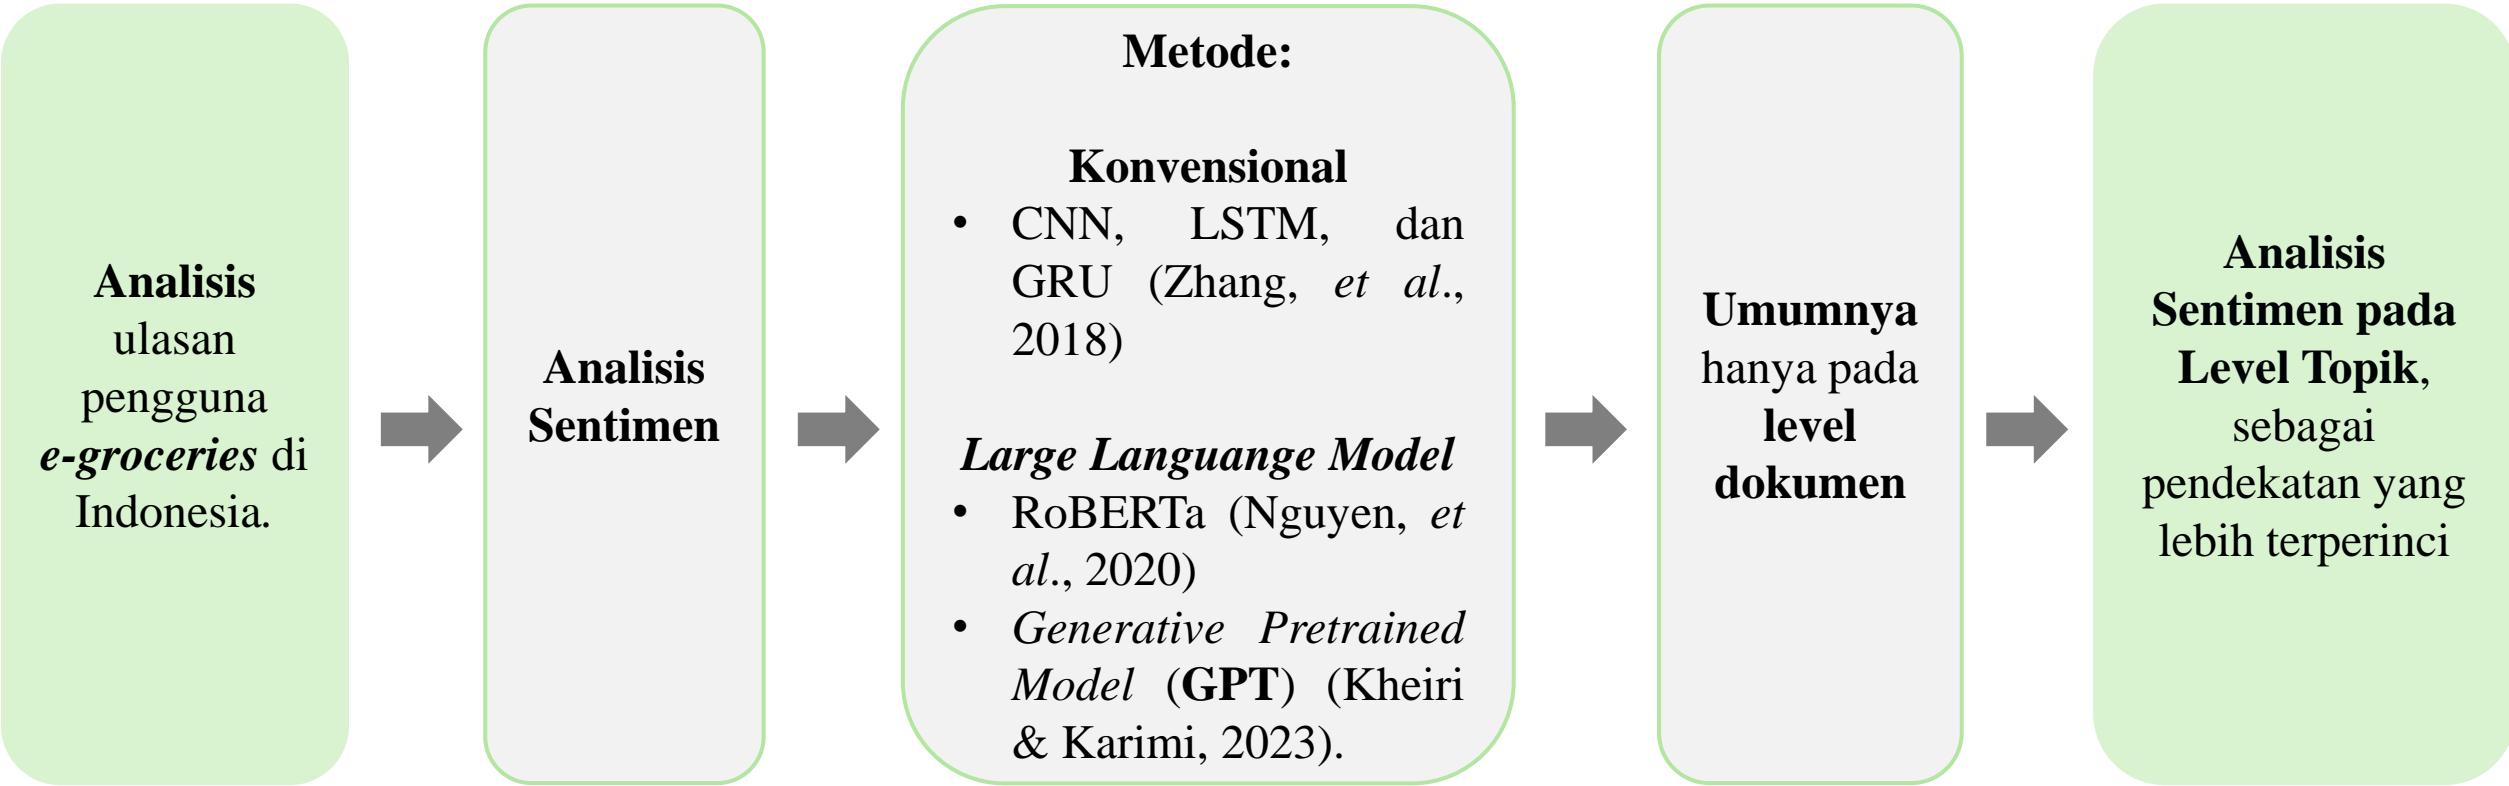 Analisis
ulasan
pengguna
e-groceries di
Indonesia.
Analisis
Sentimen
Metode:
Konvensional
• CNN, LSTM, dan
GRU (Zhang, et al.,
2018)
Large Languange Model
• RoBERTa (Nguyen, et
al., 2020)
• Generative Pretrained
Model (GPT) (Kheiri
& Karimi, 2023).
Umumnya
hanya pada
level
dokumen
Analisis
Sentimen pada
Level Topik,
sebagai
pendekatan yang
lebih terperinci